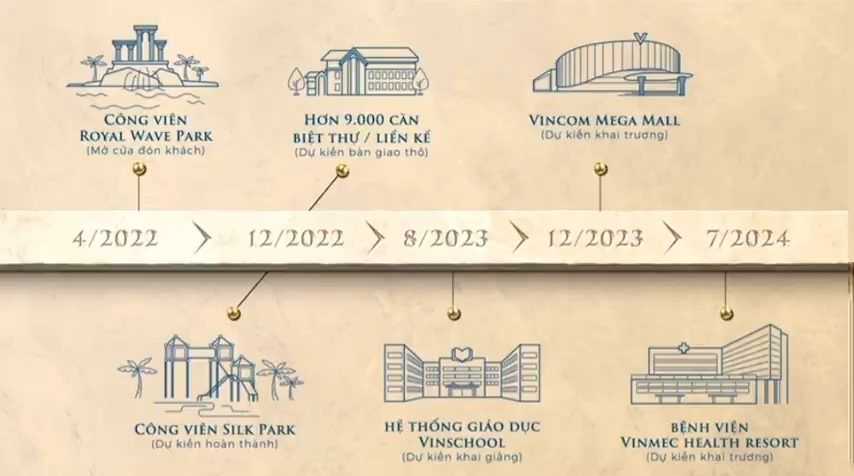 CÔNG VIÊN
ROYAL WAVE PARK
(Mở cửa đón khách)
HƠN 9.000 CĂN
BIỆT THỰ / LIỀN KỀ
(Dự kiến bàn giao thô)
VINCOM MEGA MALL
(Dự kiến khai trương)
4/2022 12/2022 8/2023 12/2023 7/2024
CÔNG VIÊN SILK PARK
(Dự kiến hoàn thành)
HỆ THỐNG GIÁO DỤC
VINSCHOOL
(Dự kiến khai giảng)
BỆNH VIỆN
VINMEC HEALTH RESORT
(Dự kiến khai trương)